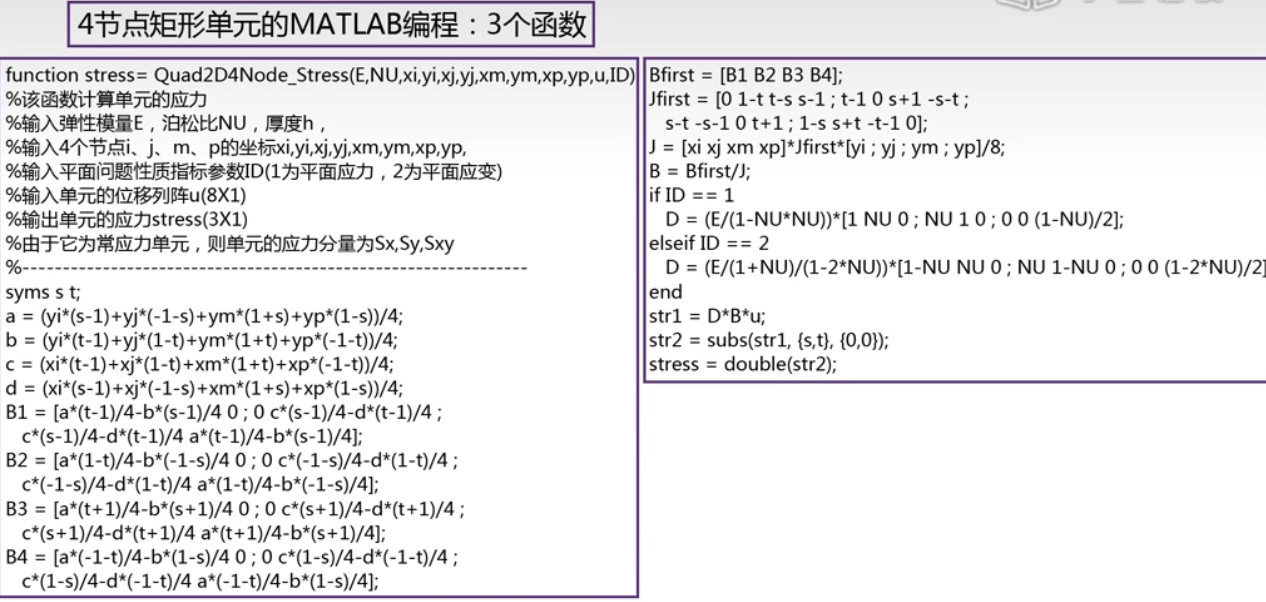 4节点矩形单元的MATLAB编程：3个函数
function stress= Quad2D4Node_Stress(E,NU,xi,yi,xj,yj,xm,ym,xp,yp,u,ID)
%该函数计算单元的应力
%输入弹性模量E，泊松比NU，厚度h，
%输入4个节点i、j、m、p的坐标xi,yi,xj,yj,xm,ym,xp,yp,
%输入平面问题性质指标参数ID(1为平面应力，2为平面应变)
%输入单元的位移列阵u(8X1)
%输出单元的应力stress(3X1)
%由于它为常应力单元，则单元的应力分量为Sx,Sy,Sxy
%---------------------------------------------------------------
syms s t;
a = (yi*(s-1)+yj*(-1-s)+ym*(1+s)+yp*(1-s))/4;
b = (yi*(t-1)+yj*(1-t)+ym*(1+t)+yp*(-1-t))/4;
c = (xi*(t-1)+xj*(1-t)+xm*(1+t)+xp*(-1-t))/4;
d = (xi*(s-1)+xj*(-1-s)+xm*(1+s)+xp*(1-s))/4;
B1 = [a*(t-1)/4-b*(s-1)/4 0 ; 0 c*(s-1)/4-d*(t-1)/4 ;
c*(s-1)/4-d*(t-1)/4 a*(t-1)/4-b*(s-1)/4];
B2 = [a*(1-t)/4-b*(-1-s)/4 0 ; 0 c*(-1-s)/4-d*(1-t)/4 ;
c*(-1-s)/4-d*(1-t)/4 a*(1-t)/4-b*(-1-s)/4];
B3 = [a*(t+1)/4-b*(s+1)/4 0 ; 0 c*(s+1)/4-d*(t+1)/4 ;
c*(s+1)/4-d*(t+1)/4 a*(t+1)/4-b*(s+1)/4];
B4 = [a*(-1-t)/4-b*(1-s)/4 0 ; 0 c*(1-s)/4-d*(-1-t)/4 ;
c*(1-s)/4-d*(-1-t)/4 a*(-1-t)/4-b*(1-s)/4];
Bfirst = [B1 B2 B3 B4];
Jfirst = [0 1-t t-s s-1 ; t-1 0 s+1 -s-t ;
s-t -s-1 0 t+1 ; 1-s s+t -t-1 0];
J = [xi xj xm xp]*Jfirst*[yi ; yj ; ym ; yp]/8;
B = Bfirst/J;
if ID == 1
D = (E/(1-NU*NU))*[1 NU 0 ; NU 1 0 ; 0 0 (1-NU)/2];
elseif ID == 2
D = (E/(1+NU)/(1-2*NU))*[1-NU NU 0 ; NU 1-NU 0 ; 0 0 (1-2*NU)/2]
end
str1 = D*B*u;
str2 = subs(str1, {s,t}, {0,0});
stress = double(str2);